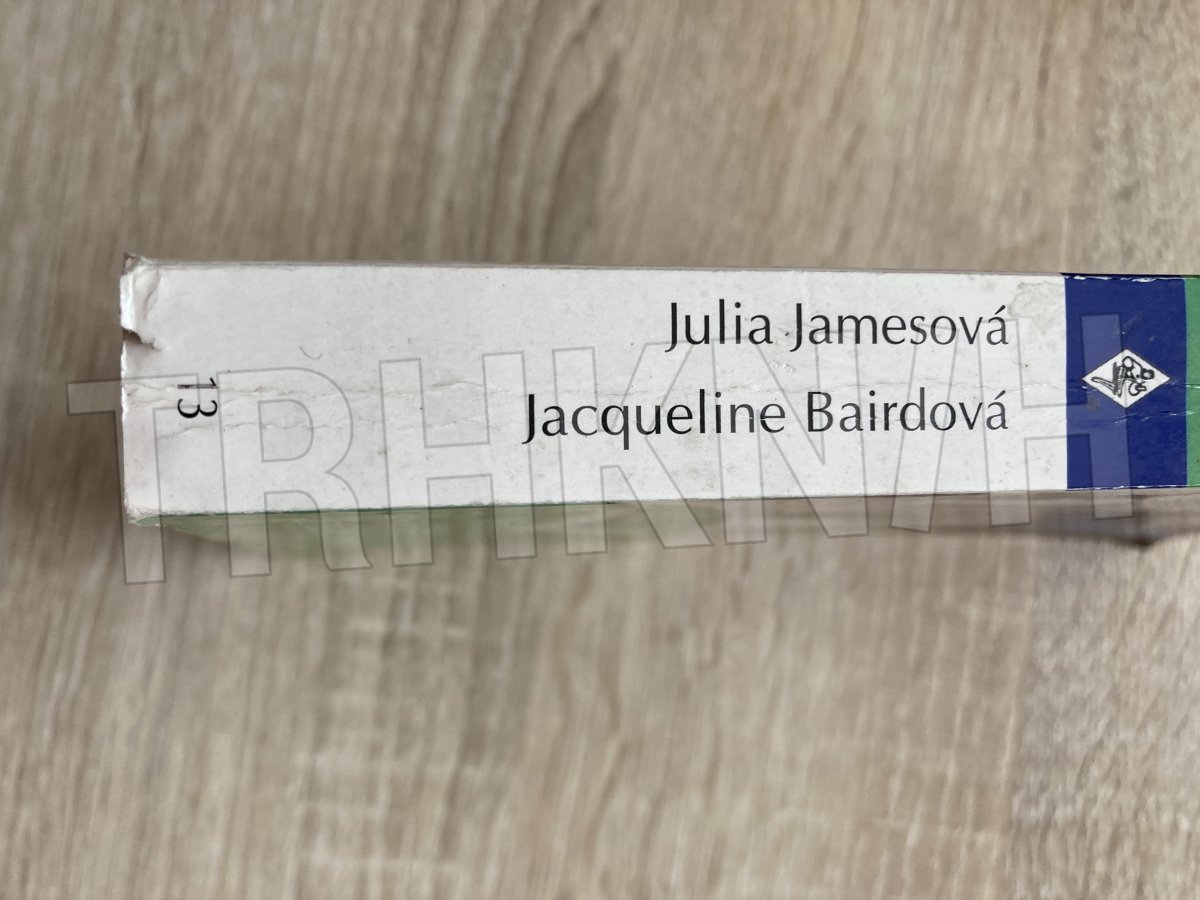 Julia Jamesová
Jacqueline Bairdová
13
TRHKNIH